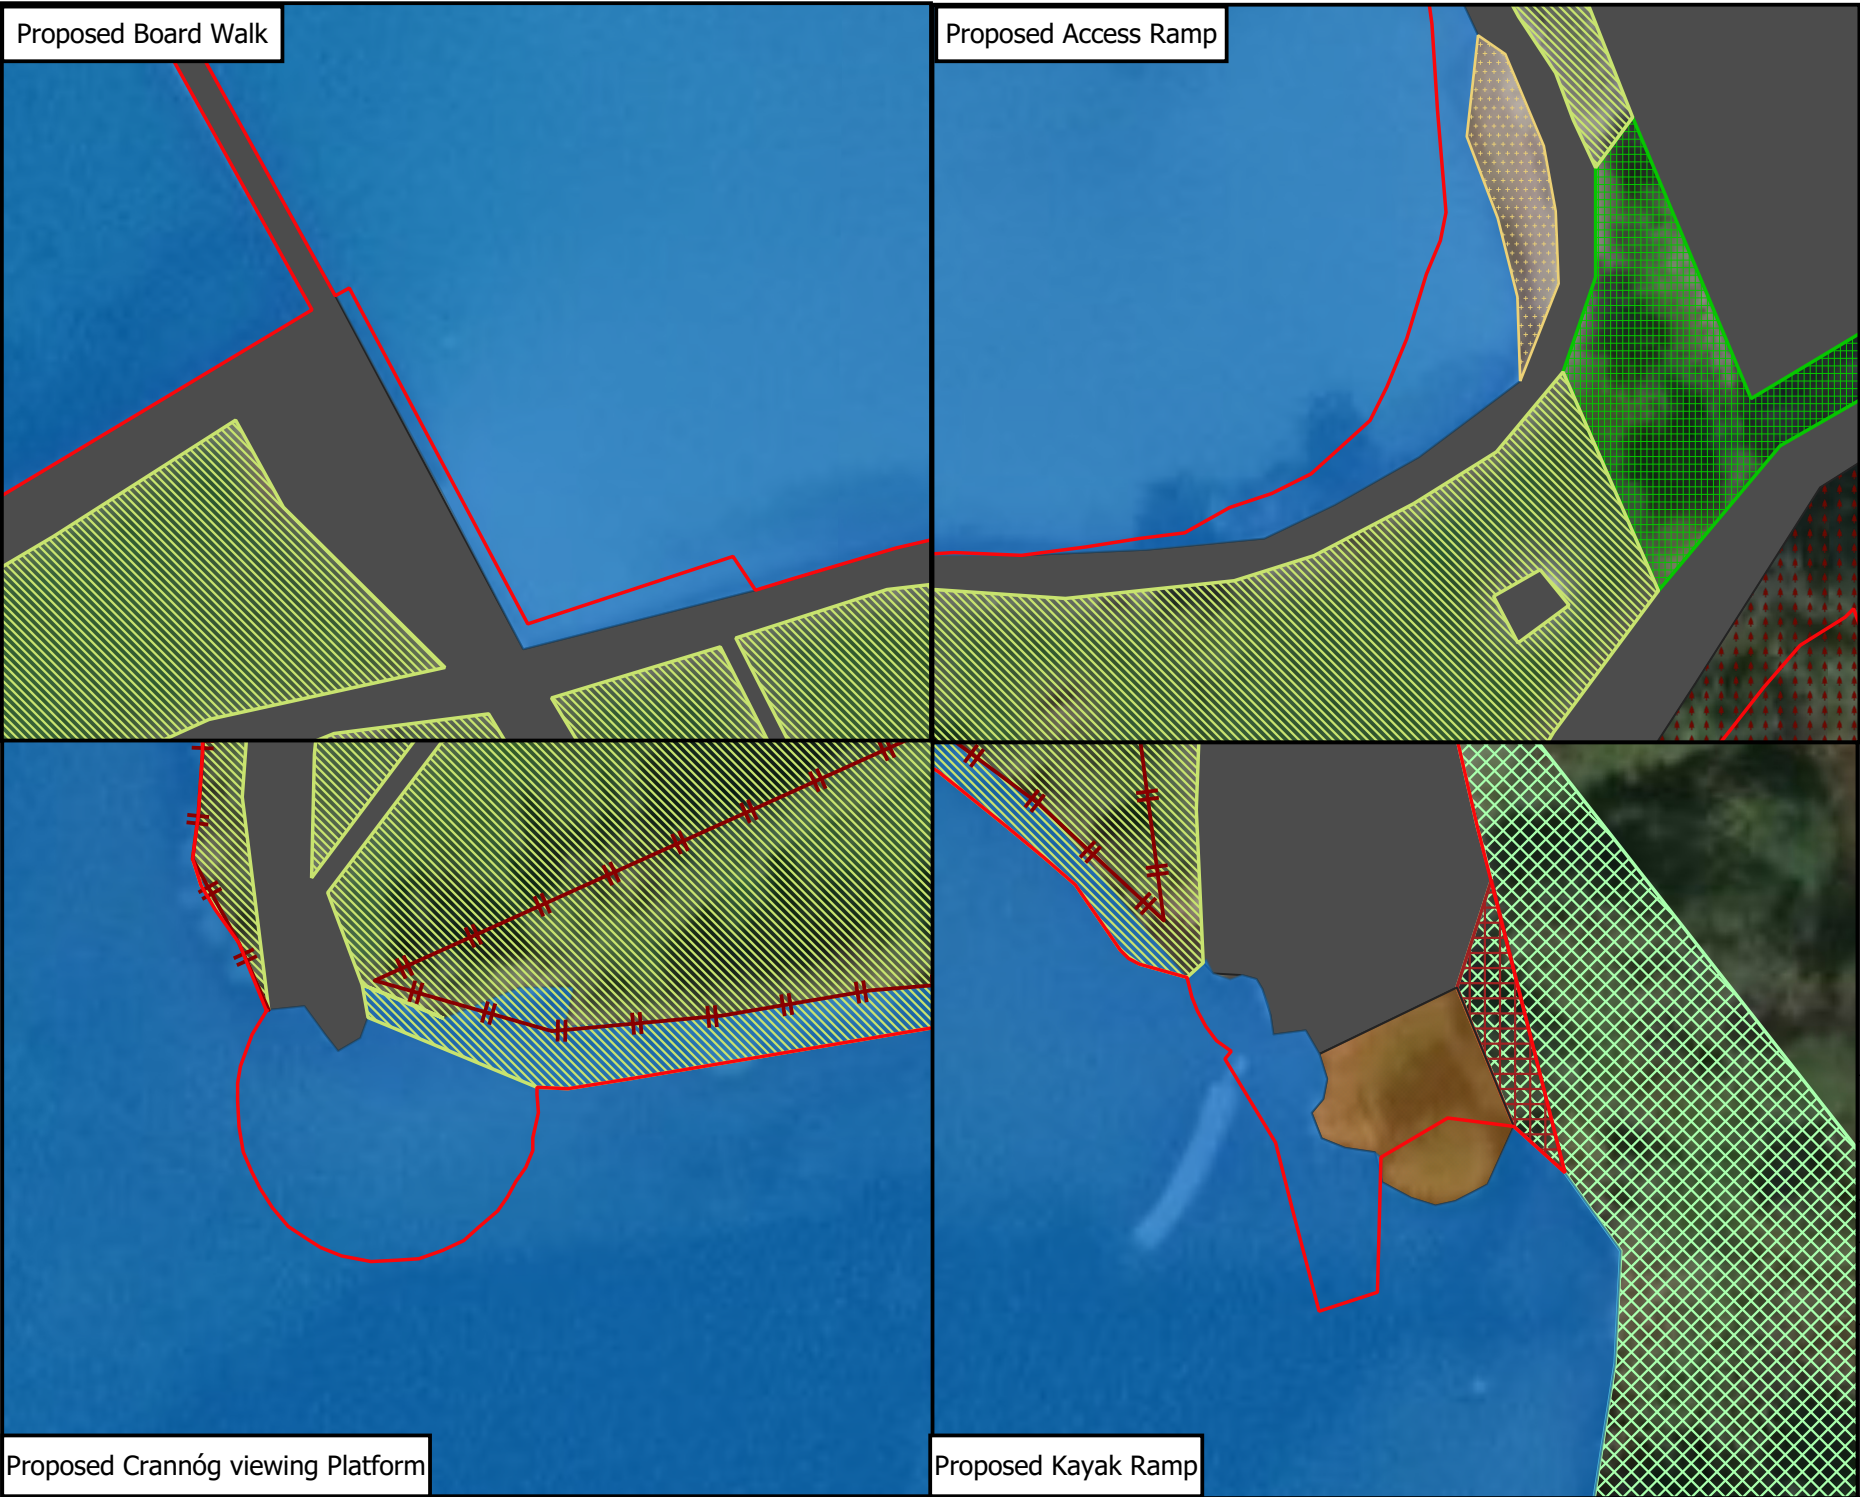 Proposed Board Walk
Proposed Access Ramp
Proposed Crannóg viewing Platform
Proposed Kayak Ramp